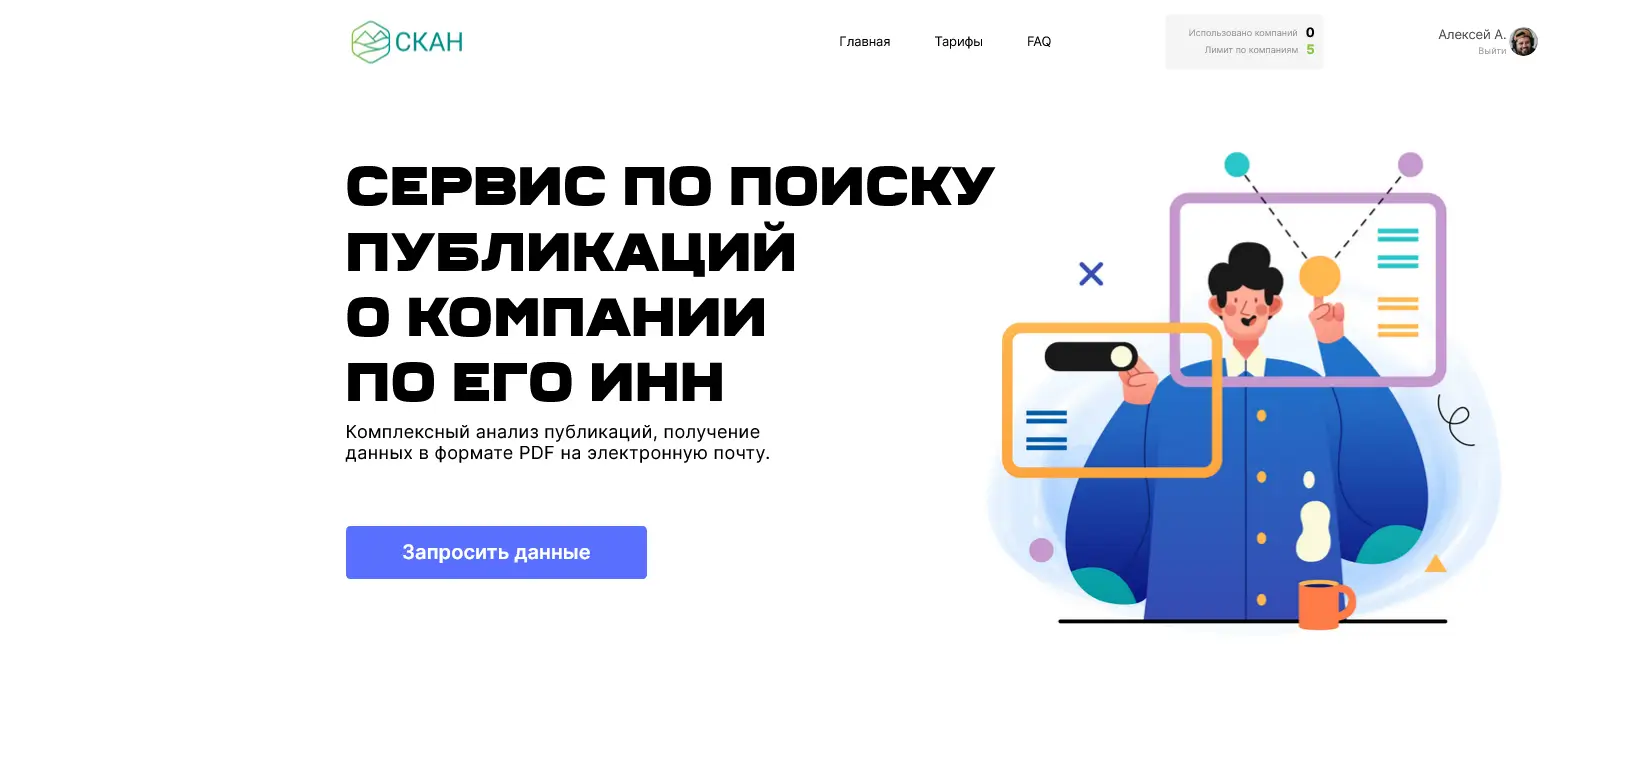 СКАН
Главная
Тарифы
FAQ
Использовано компаний 0
Лимит по компаниям 5
Алексей А.
Выйти
СЕРВИС ПО ПОИСКУ
ПУБЛИКАЦИЙ
О КОМПАНИИ
ПО ЕГО ИНН
Комплексный анализ публикаций, получение
данных в формате PDF на электронную почту.
Запросить данные